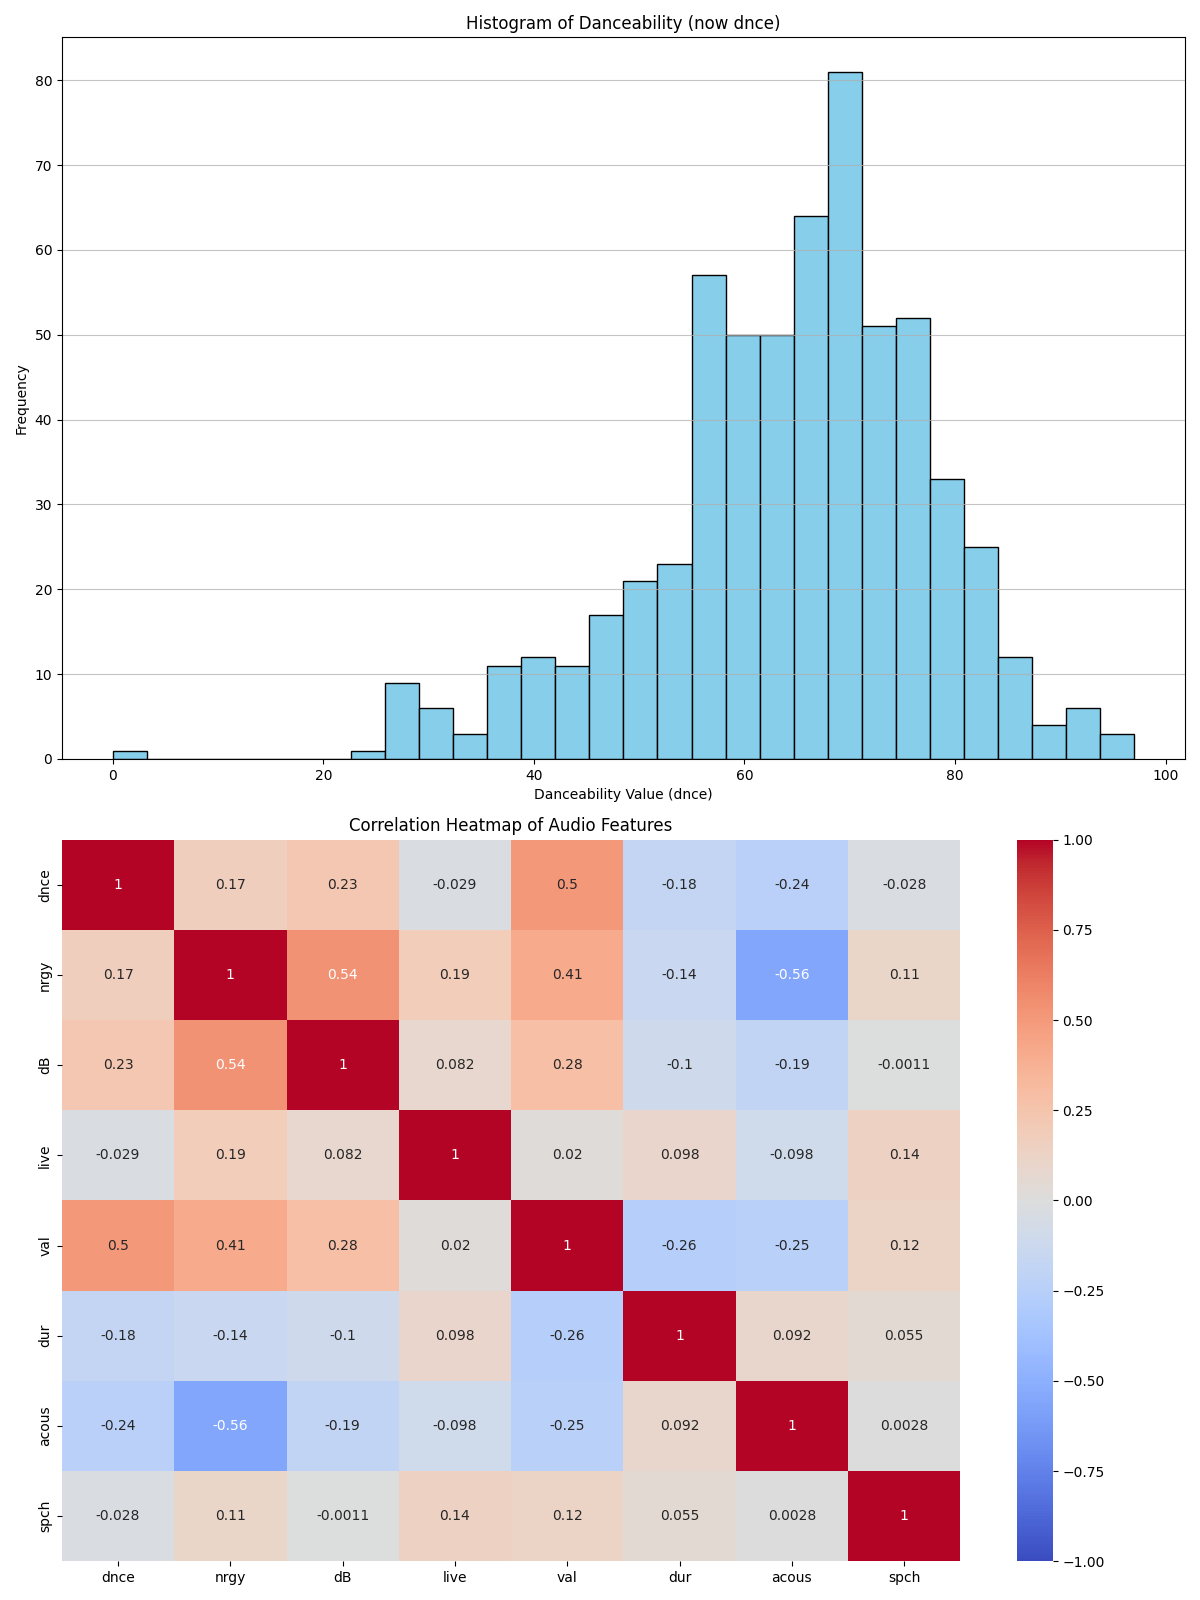 Histogram of Danceability (now dnce)
80
70
60
50
40
30
20
10
0
Frequency
0 20 40 60 80 100
Danceability Value (dnce)
Correlation Heatmap of Audio Features
dnce 1 0.17 0.23 -0.029 0.5 -0.18 -0.24 -0.028
nrgy 0.17 1 0.54 0.19 0.41 -0.14 -0.56 0.11
dB 0.23 0.54 1 0.082 0.28 -0.1 -0.19 -0.0011
live -0.029 0.19 0.082 1 0.02 0.098 -0.098 0.14
val 0.5 0.41 0.28 0.02 1 -0.26 -0.25 0.12
dur -0.18 -0.14 -0.1 0.098 -0.26 1 0.092 0.055
acous -0.24 -0.56 -0.19 -0.098 -0.25 0.092 1 0.0028
spch -0.028 0.11 -0.0011 0.14 0.12 0.055 0.0028 1
dnce nrgy dB live val dur acous spch
1.00
0.75
0.50
0.25
0.00
−0.25
−0.50
−0.75
−1.00